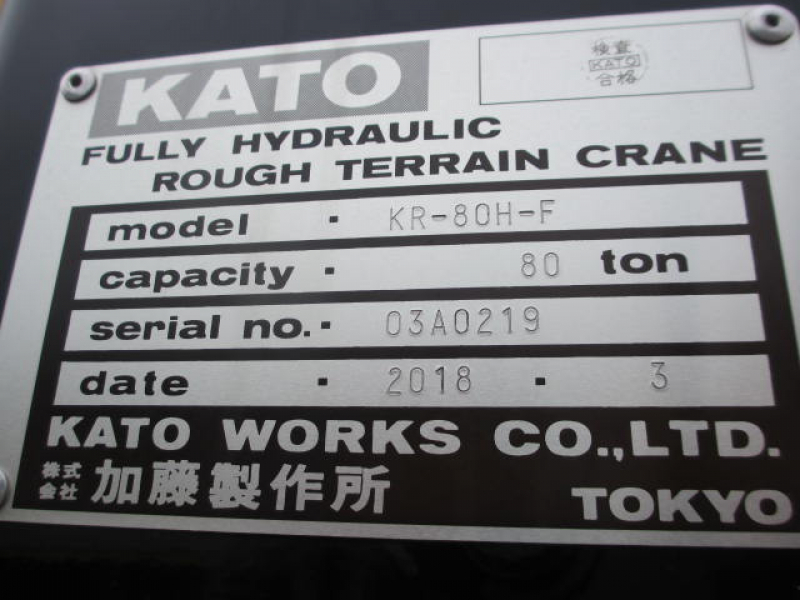 KATO
検査
KATO
合格
FULLY HYDRAULIC
ROUGH TERRAIN CRANE
model · KR-80H-F
capacity · 80 ton
serial no. · 03A0219
date · 2018 · 3
KATO WORKS CO.,LTD.
株式会社 加藤製作所 TOKYO